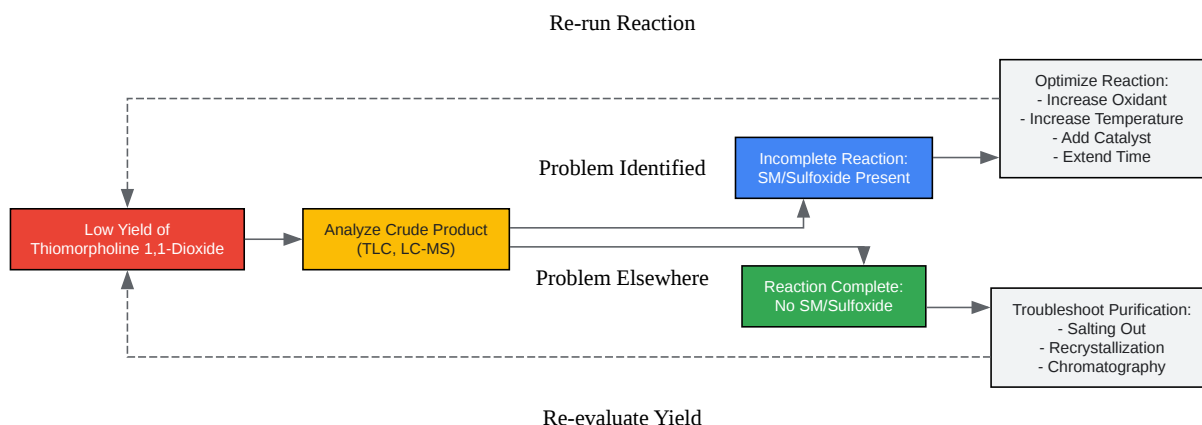 Re-run Reaction
Optimize Reaction:
- Increase Oxidant
- Increase Temperature
- Add Catalyst
- Extend Time
Problem Identified
Incomplete Reaction:
SM/Sulfoxide Present
Low Yield of
Thiomorpholine 1,1-Dioxide
Analyze Crude Product
(TLC, LC-MS)
Problem Elsewhere
Reaction Complete:
No SM/Sulfoxide
Troubleshoot Purification:
- Salting Out
- Recrystallization
- Chromatography
Re-evaluate Yield